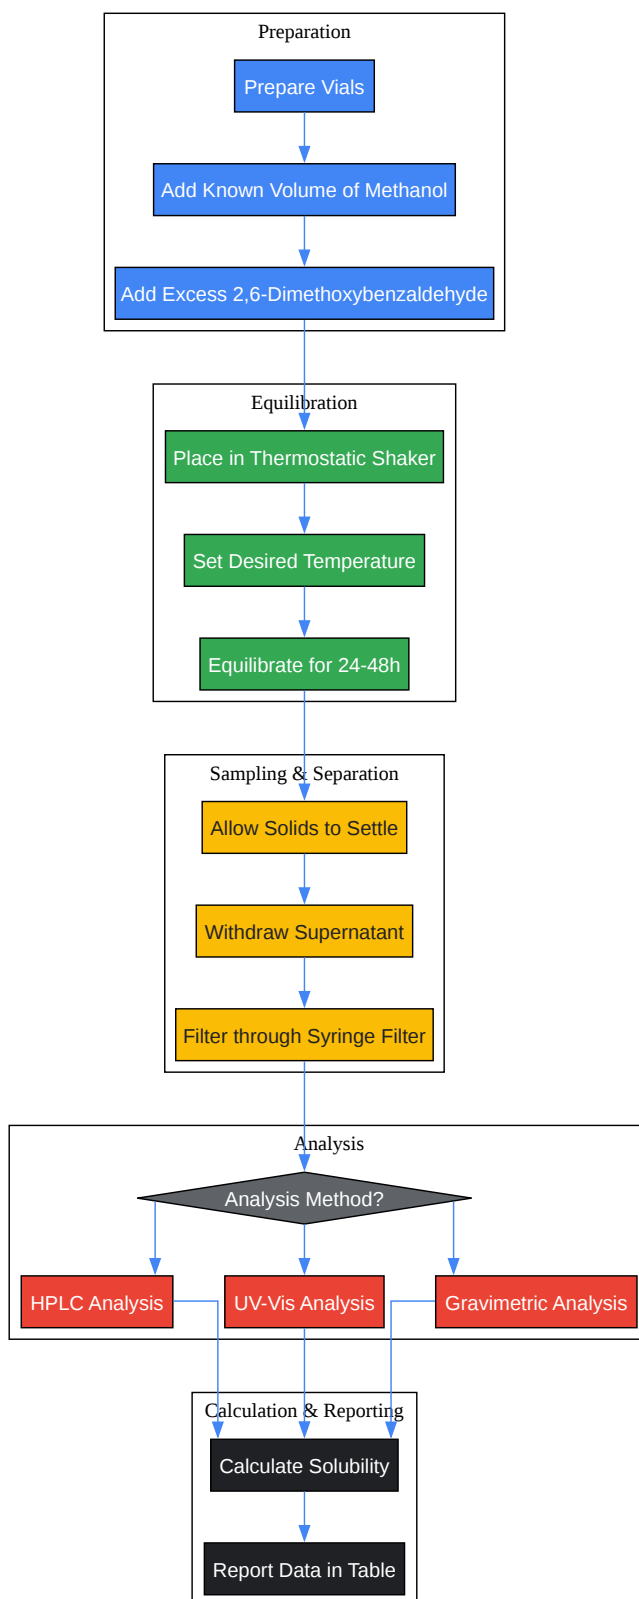 Preparation
Prepare Vials
Add Known Volume of Methanol
Add Excess 2,6-Dimethoxybenzaldehyde
Equilibration
Place in Thermostatic Shaker
Set Desired Temperature
Equilibrate for 24-48h
Sampling & Separation
Allow Solids to Settle
Withdraw Supernatant
Filter through Syringe Filter
Analysis
Analysis Method?
HPLC Analysis
UV-Vis Analysis
Gravimetric Analysis
Calculation & Reporting
Calculate Solubility
Report Data in Table